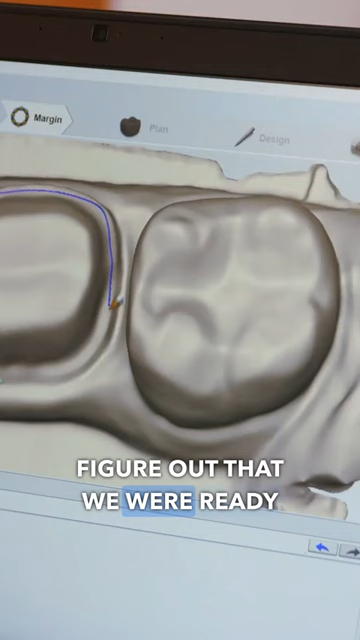 Margin
Plan
Design
FIGURE OUT THAT
WE WERE READY